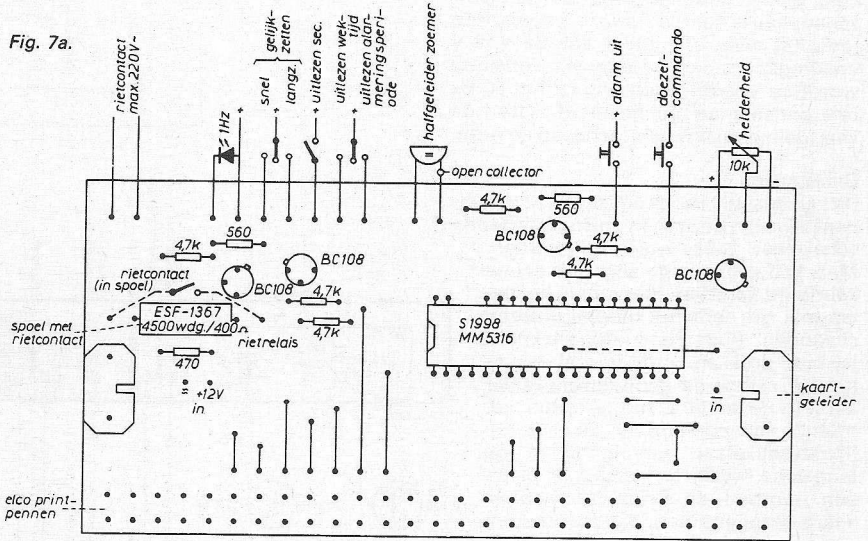 Fig. 7a.
rietcontact
max. 220V~
1Hz
+
gelijk-
zetten
snel
+
langz.
+ uitlezen sec.
uitlezen wek-
tijd
+
uitlezen alar-
meringsperi-
ode
halfgeleider zoemer
open collector
+ alarm uit
+ doezel-
commando
helderheid
10k
+
-
4,7k
560
BC108
BC108
rietcontact
(in spoel)
ESF-1367
4500wdg./400Ω
spoel met
rietcontact
rietrelais
4,7k
4,7k
470
= +12V
in
4,7k
560
BC108
4,7k
4,7k
BC108
S1998
MM5316
in
kaart-
geleider
elco print-
pennen